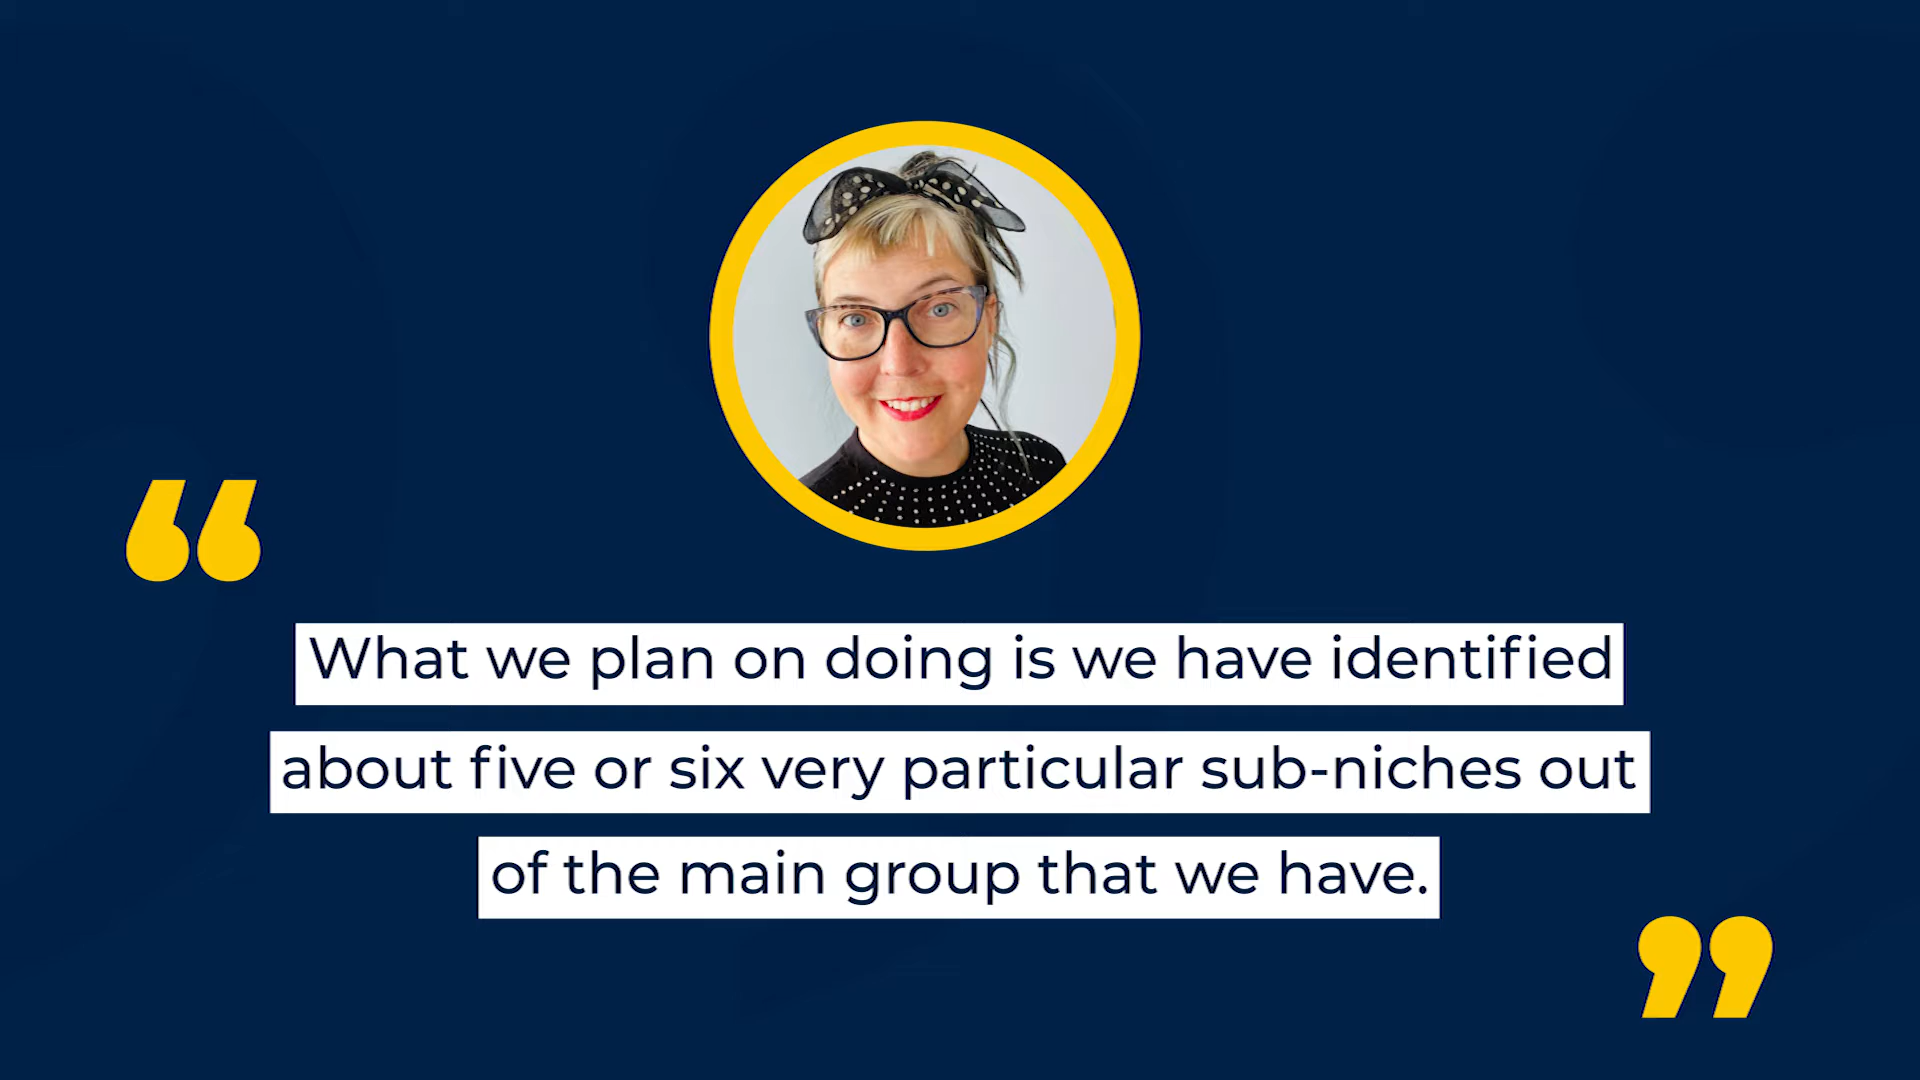 “
What we plan on doing is we have identified
about five or six very particular sub-niches out
of the main group that we have.
”